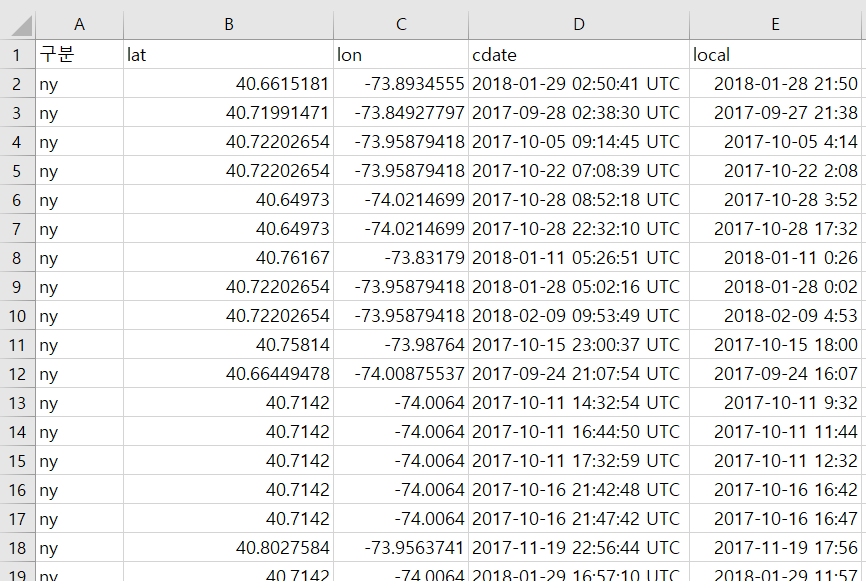 A B C D E
1 구분 lat lon cdate local
2 ny 40.6615181 -73.8934555 2018-01-29 02:50:41 UTC 2018-01-28 21:50
3 ny 40.71991471 -73.84927797 2017-09-28 02:38:30 UTC 2017-09-27 21:38
4 ny 40.72202654 -73.95879418 2017-10-05 09:14:45 UTC 2017-10-05 4:14
5 ny 40.72202654 -73.95879418 2017-10-22 07:08:39 UTC 2017-10-22 2:08
6 ny 40.64973 -74.0214699 2017-10-28 08:52:18 UTC 2017-10-28 3:52
7 ny 40.64973 -74.0214699 2017-10-28 22:32:10 UTC 2017-10-28 17:32
8 ny 40.76167 -73.83179 2018-01-11 05:26:51 UTC 2018-01-11 0:26
9 ny 40.72202654 -73.95879418 2018-01-28 05:02:16 UTC 2018-01-28 0:02
10 ny 40.72202654 -73.95879418 2018-02-09 09:53:49 UTC 2018-02-09 4:53
11 ny 40.75814 -73.98764 2017-10-15 23:00:37 UTC 2017-10-15 18:00
12 ny 40.66449478 -74.00875537 2017-09-24 21:07:54 UTC 2017-09-24 16:07
13 ny 40.7142 -74.0064 2017-10-11 14:32:54 UTC 2017-10-11 9:32
14 ny 40.7142 -74.0064 2017-10-11 16:44:50 UTC 2017-10-11 11:44
15 ny 40.7142 -74.0064 2017-10-11 17:32:59 UTC 2017-10-11 12:32
16 ny 40.7142 -74.0064 2017-10-16 21:42:48 UTC 2017-10-16 16:42
17 ny 40.7142 -74.0064 2017-10-16 21:47:42 UTC 2017-10-16 16:47
18 ny 40.8027584 -73.9563741 2017-11-19 22:56:44 UTC 2017-11-19 17:56
19 ny 40.7142 -74.0064 2018-01-29 16:57:10 UTC 2018-01-29 11:57